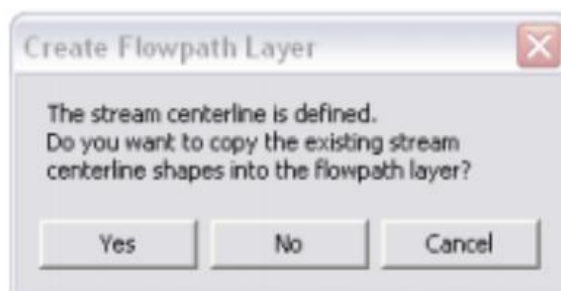 Create Flowpath Layer
The stream centerline is defined.
Do you want to copy the existing stream
centerline shapes into the flowpath layer?
Yes No Cancel